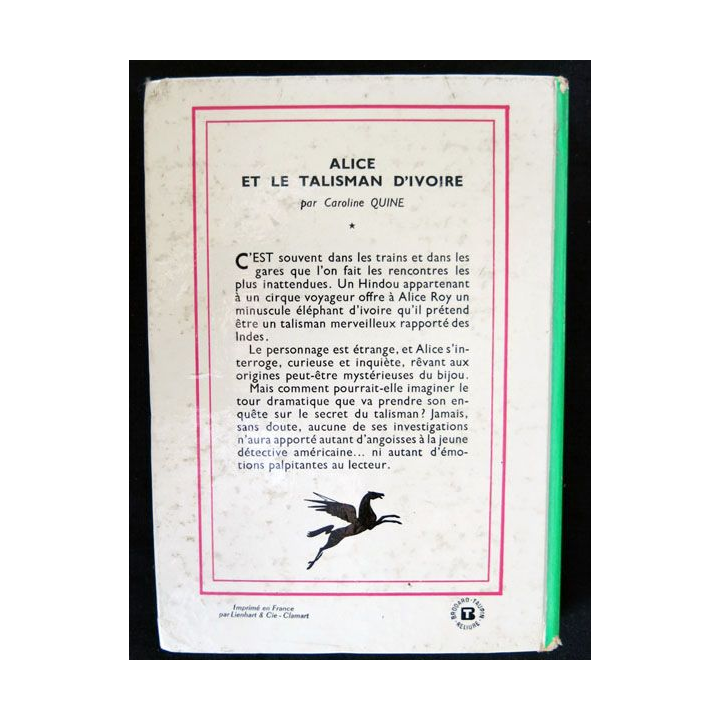 ALICE
ET LE TALISMAN D'IVOIRE
par Caroline QUINE
★
C'EST souvent dans les trains et dans les
gares que l'on fait les rencontres les
plus inattendues. Un Hindou appartenant
à un cirque voyageur offre à Alice Roy un
minuscule éléphant d'ivoire qu'il prétend
être un talisman merveilleux rapporté des
Indes.
Le personnage est étrange, et Alice s'in-
terroge, curieuse et inquiète, rêvant aux
origines peut-être mystérieuses du bijou.
Mais comment pourrait-elle imaginer le
tour dramatique que va prendre son en-
quête sur le secret du talisman? Jamais,
sans doute, aucune de ses investigations
n'aura apporté autant d'angoisses à la jeune
détective américaine... ni autant d'émo-
tions palpitantes au lecteur.
Imprimé en France
par Lienhart & Cie - Clamart
BRODARD-TAUPIN
TB
RELIURE